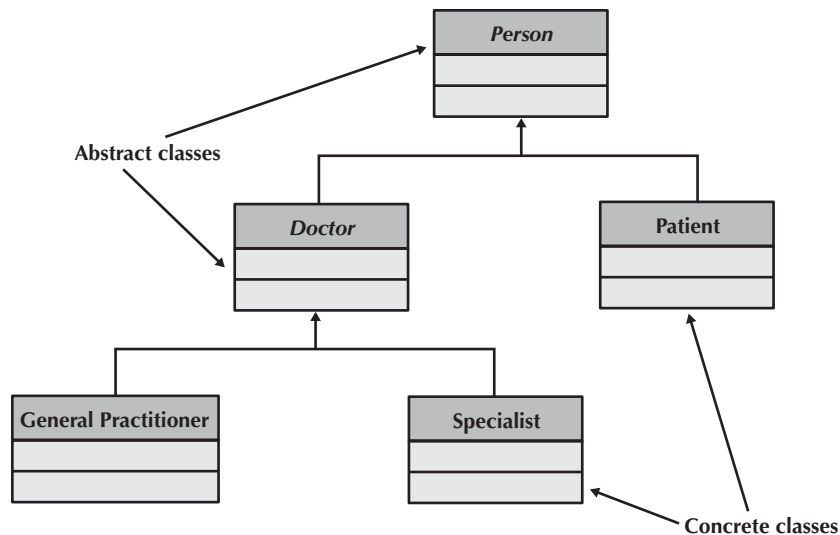 Person
Abstract classes
Doctor
Patient
General Practitioner
Specialist
Concrete classes